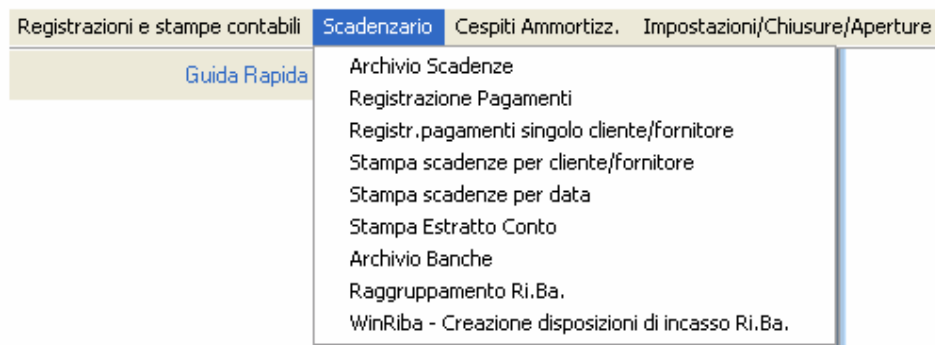 Registrazioni e stampe contabili Scadenzario Cespiti Ammortizz. Impostazioni/Chiusure/Aperture
Guida Rapida
Archivio Scadenze
Registrazione Pagamenti
Registr.pagamenti singolo cliente/fornitore
Stampa scadenze per cliente/fornitore
Stampa scadenze per data
Stampa Estratto Conto
Archivio Banche
Raggruppamento Ri.Ba.
WinRiba - Creazione disposizioni di incasso Ri.Ba.